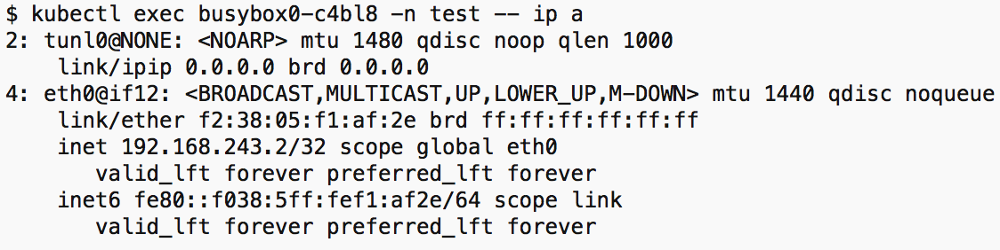 $ kubectl exec busybox0-c4bl8 -n test -- ip a
2: tunl0@NONE: <NOARP> mtu 1480 qdisc noop qlen 1000
    link/ipip 0.0.0.0 brd 0.0.0.0
4: eth0@if12: <BROADCAST,MULTICAST,UP,LOWER_UP,M-DOWN> mtu 1440 qdisc noqueue
    link/ether f2:38:05:f1:af:2e brd ff:ff:ff:ff:ff:ff
    inet 192.168.243.2/32 scope global eth0
       valid_lft forever preferred_lft forever
    inet6 fe80::f038:5ff:fef1:af2e/64 scope link
       valid_lft forever preferred_lft forever